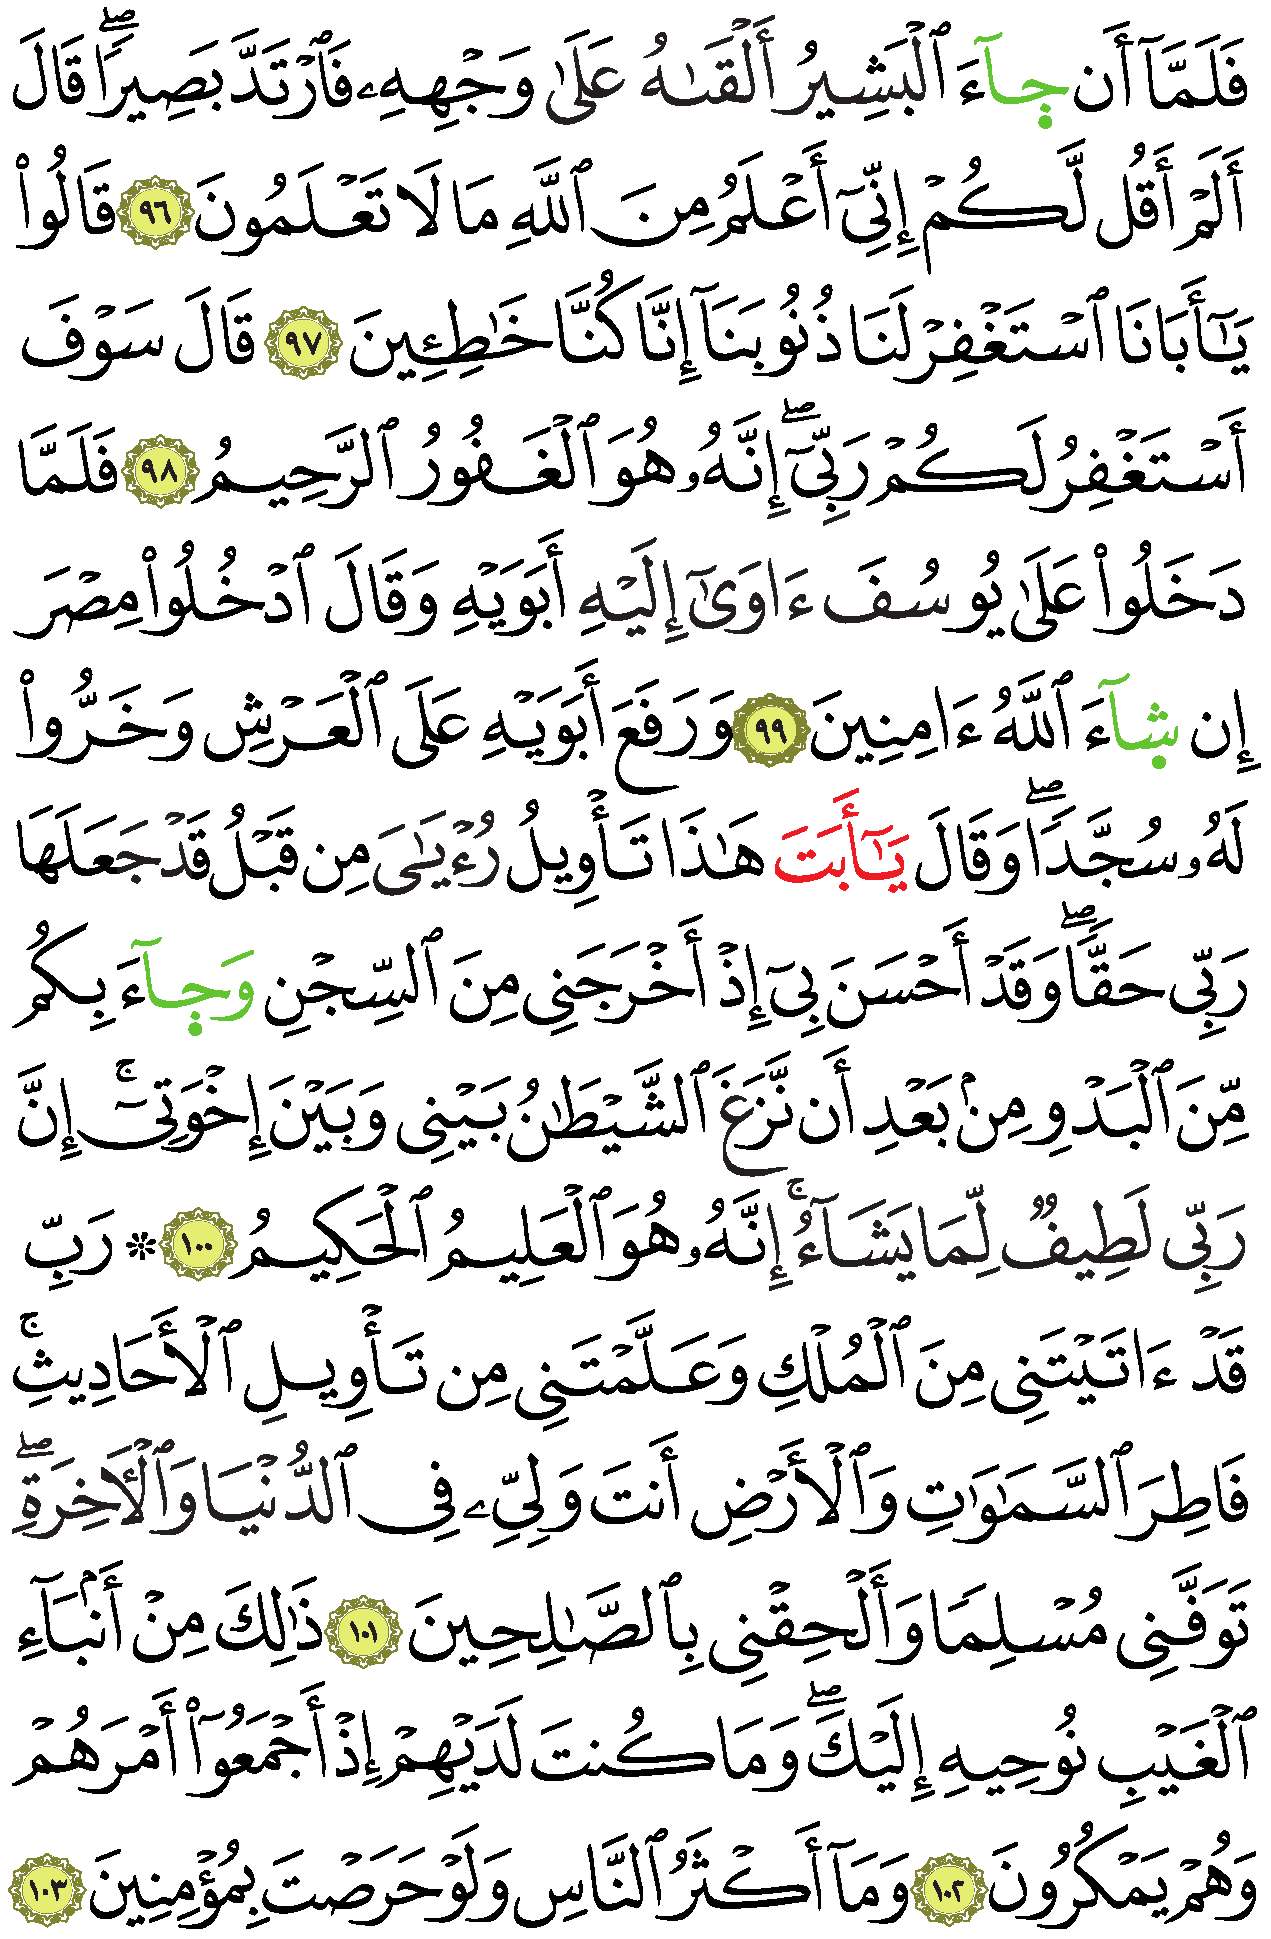 فَلَمَّآ أَن جَآءَ ٱلْبَشِيرُ أَلْقَىٰهُ عَلَىٰ وَجْهِهِۦ فَٱرْتَدَّ بَصِيرًۭا ۖ قَالَ
أَلَمْ أَقُل لَّكُمْ إِنِّىٓ أَعْلَمُ مِنَ ٱللَّهِ مَا لَا تَعْلَمُونَ ٩٦ قَالُوا۟
يَـٰٓأَبَانَا ٱسْتَغْفِرْ لَنَا ذُنُوبَنَآ إِنَّا كُنَّا خَـٰطِـِٔينَ ٩٧ قَالَ سَوْفَ
أَسْتَغْفِرُ لَكُمْ رَبِّىٓ ۖ إِنَّهُۥ هُوَ ٱلْغَفُورُ ٱلرَّحِيمُ ٩٨ فَلَمَّا
دَخَلُوا۟ عَلَىٰ يُوسُفَ ءَاوَىٰٓ إِلَيْهِ أَبَوَيْهِ وَقَالَ ٱدْخُلُوا۟ مِصْرَ
إِن شَآءَ ٱللَّهُ ءَامِنِينَ ٩٩ وَرَفَعَ أَبَوَيْهِ عَلَى ٱلْعَرْشِ وَخَرُّوا۟
لَهُۥ سُجَّدًۭا ۖ وَقَالَ يَـٰٓأَبَتَ هَـٰذَا تَأْوِيلُ رُءْيَـٰىَ مِن قَبْلُ قَدْ جَعَلَهَا
رَبِّى حَقًّۭا ۖ وَقَدْ أَحْسَنَ بِىٓ إِذْ أَخْرَجَنِى مِنَ ٱلسِّجْنِ وَجَآءَ بِكُم
مِّنَ ٱلْبَدْوِ مِنۢ بَعْدِ أَن نَّزَغَ ٱلشَّيْطَـٰنُ بَيْنِى وَبَيْنَ إِخْوَتِىٓ ۚ إِنَّ
رَبِّى لَطِيفٌۭ لِّمَا يَشَآءُ ۚ إِنَّهُۥ هُوَ ٱلْعَلِيمُ ٱلْحَكِيمُ ١٠٠ * رَبِّ
قَدْ ءَاتَيْتَنِى مِنَ ٱلْمُلْكِ وَعَلَّمْتَنِى مِن تَأْوِيلِ ٱلْأَحَادِيثِ ۚ
فَاطِرَ ٱلسَّمَـٰوَٰتِ وَٱلْأَرْضِ أَنتَ وَلِىِّۦ فِى ٱلدُّنْيَا وَٱلْـَٔاخِرَةِ ۖ
تَوَفَّنِى مُسْلِمًۭا وَأَلْحِقْنِى بِٱلصَّـٰلِحِينَ ١٠١ ذَٰلِكَ مِنْ أَنۢبَآءِ
ٱلْغَيْبِ نُوحِيهِ إِلَيْكَ ۖ وَمَا كُنتَ لَدَيْهِمْ إِذْ أَجْمَعُوٓا۟ أَمْرَهُمْ
وَهُمْ يَمْكُرُونَ ١٠٢ وَمَآ أَكْثَرُ ٱلنَّاسِ وَلَوْ حَرَصْتَ بِمُؤْمِنِينَ ١٠٣